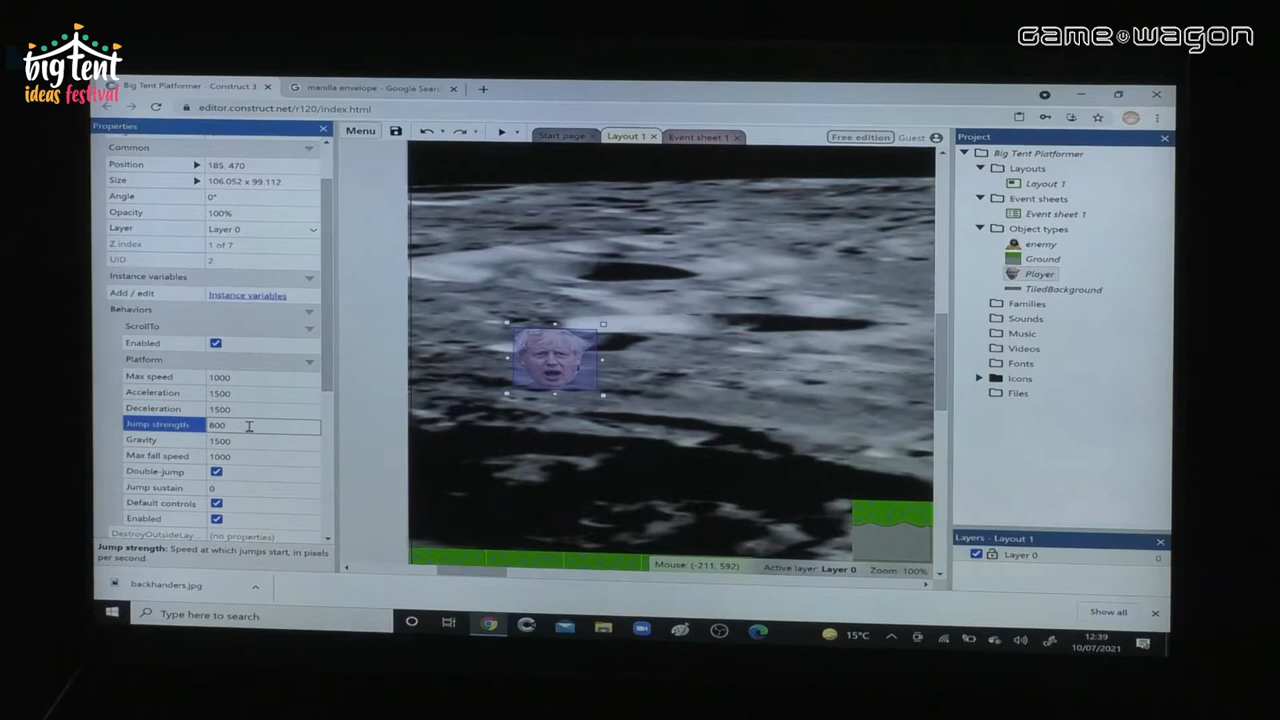 big tent
ideas festival
GAME WAGON
Big Tent Platformer - Construct 3
manilla envelope - Google Sear
editor.construct.net/r120/index.html
Properties
Menu
Start page
Layout 1
Event sheet 1
Free edition
Guest
Project
Common
Position 185, 470
Size 106.052 x 99.112
Angle 0°
Opacity 100%
Layer Layer 0
Z index 1 of 7
UID 2
Instance variables
Add / edit Instance variables
Behaviors
ScrollTo
Enabled
Platform
Max speed 1000
Acceleration 1500
Deceleration 1500
Jump strength 800
Gravity 1500
Max fall speed 1000
Double-jump
Jump sustain 0
Default controls
Enabled
DestroyOutsideLay... (no properties)
Jump strength: Speed at which jumps start, in pixels
per second
Big Tent Platformer
Layouts
Layout 1
Event sheets
Event sheet 1
Object types
enemy
Ground
Player
TiledBackground
Families
Sounds
Music
Videos
Fonts
Icons
Files
Layers - Layout 1
Layer 0 0
Mouse: (-211, 592)
Active layer: Layer 0
Zoom: 100%
backhanders.jpg
Show all
Type here to search
15°C
12:39
10/07/2021